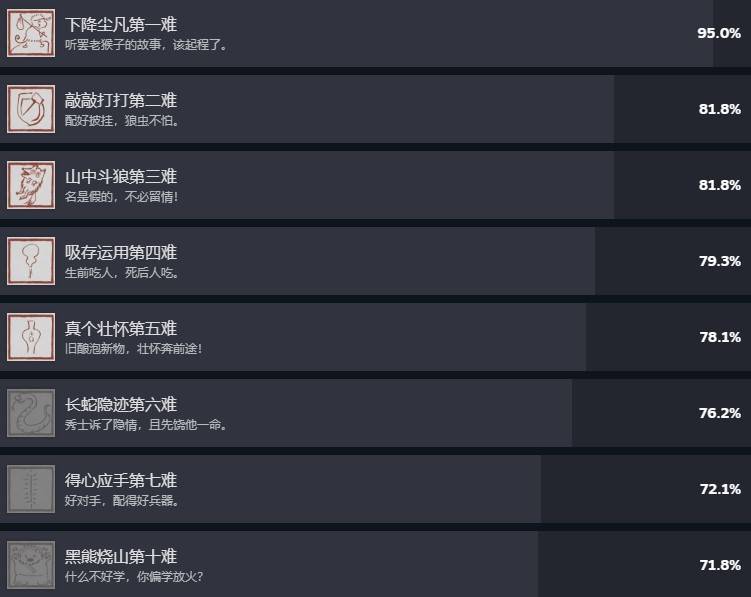 下降尘凡第一难
听罢老猴子的故事，该起程了。
95.0%
敲敲打打第二难
配好披挂，狼虫不怕。
81.8%
山中斗狼第三难
名是假的，不必留情！
81.8%
吸存运用第四难
生前吃人，死后人吃。
79.3%
真个壮怀第五难
旧酿泡新物，壮怀奔前途！
78.1%
长蛇隐迹第六难
秀士诉了隐情，且先饶他一命。
76.2%
得心应手第七难
好对手，配得好兵器。
72.1%
黑熊烧山第十难
什么不好学，你偏学放火？
71.8%